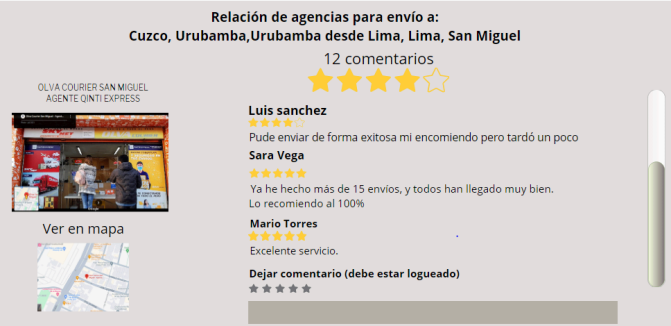 Relación de agencias para envío a:
Cuzco, Urubamba,Urubamba desde Lima, Lima, San Miguel
12 comentarios
OLVA COURIER SAN MIGUEL
AGENTE QINTI EXPRESS
Ver en mapa
Luis sanchez
Pude enviar de forma exitosa mi encomiendo pero tardó un poco
Sara Vega
Ya he hecho más de 15 envíos, y todos han llegado muy bien.
Lo recomiendo al 100%
Mario Torres
Excelente servicio.
Dejar comentario (debe estar logueado)